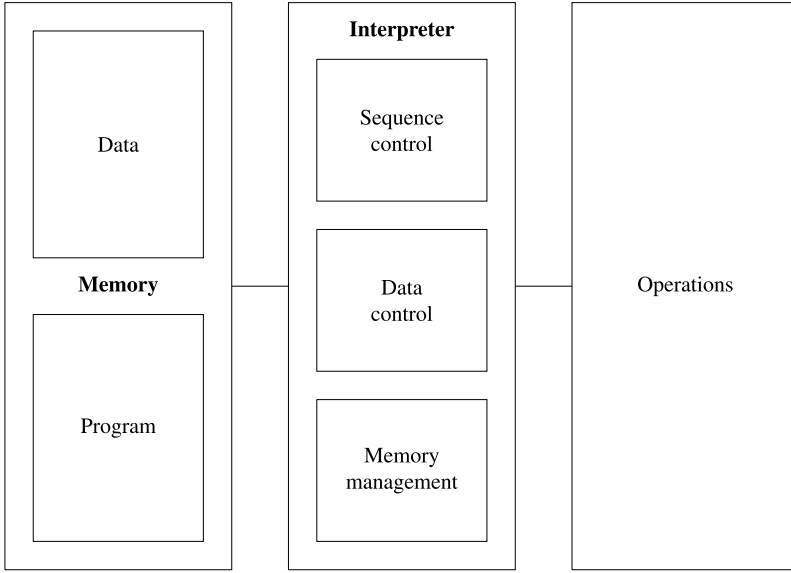 Data
Memory
Program
Interpreter
Sequence
control
Data
control
Memory
management
Operations